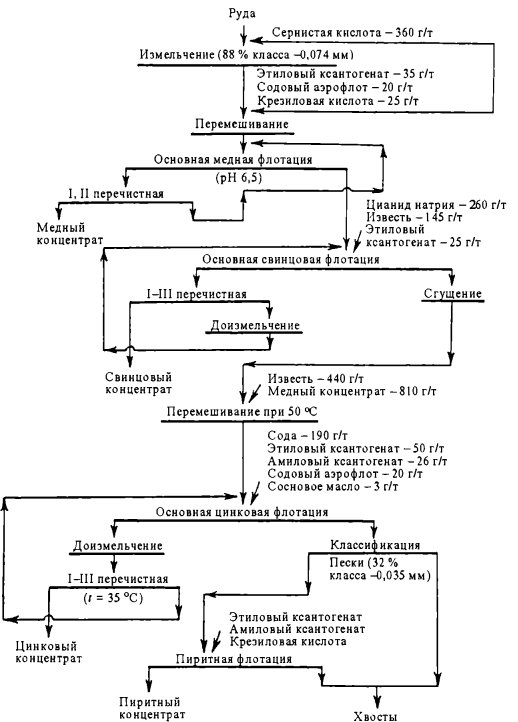 Руда
Сернистая кислота – 360 г/т
Измельчение (88 % класса –0,074 мм)
Этиловый ксантогенат – 35 г/т
Содовый аэрофлот – 20 г/т
Крезиловая кислота – 25 г/т
Перемешивание
Основная медная флотация
(pH 6,5)
I, II перечистная
Медный
концентрат
Цианид натрия – 260 г/т
Известь – 145 г/т
Этиловый
ксантогенат – 25 г/т
Основная свинцовая флотация
I–III перечистная
Сгущение
Доизмельчение
Свинцовый
концентрат
Известь – 440 г/т
Медный концентрат – 810 г/т
Перемешивание при 50 °C
Сода – 190 г/т
Этиловый ксантогенат – 50 г/т
Амиловый ксантогенат – 26 г/т
Содовый аэрофлот – 20 г/т
Сосновое масло – 3 г/т
Основная цинковая флотация
Доизмельчение
Классификация
Пески (32 %
класса –0,035 мм)
I–III перечистная
(t = 35 °C)
Цинковый
концентрат
Этиловый ксантогенат
Амиловый ксантогенат
Крезиловая кислота
Пиритная флотация
Пиритный
концентрат
Хвосты